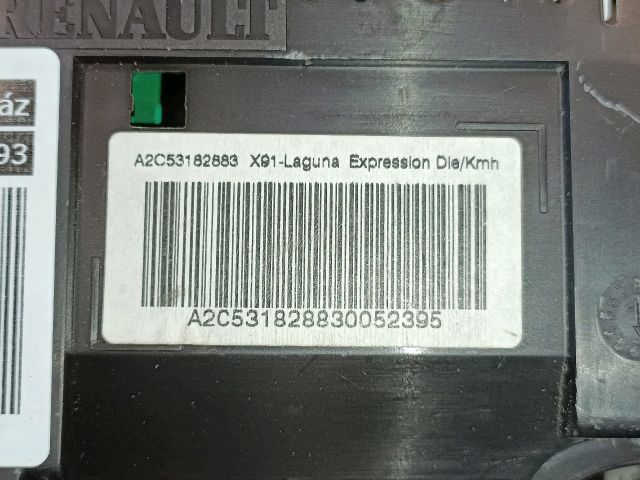 RENAULT
áz
93
A2C53182883 X91-Laguna Expression Die/Kmh
A2C531828830052395